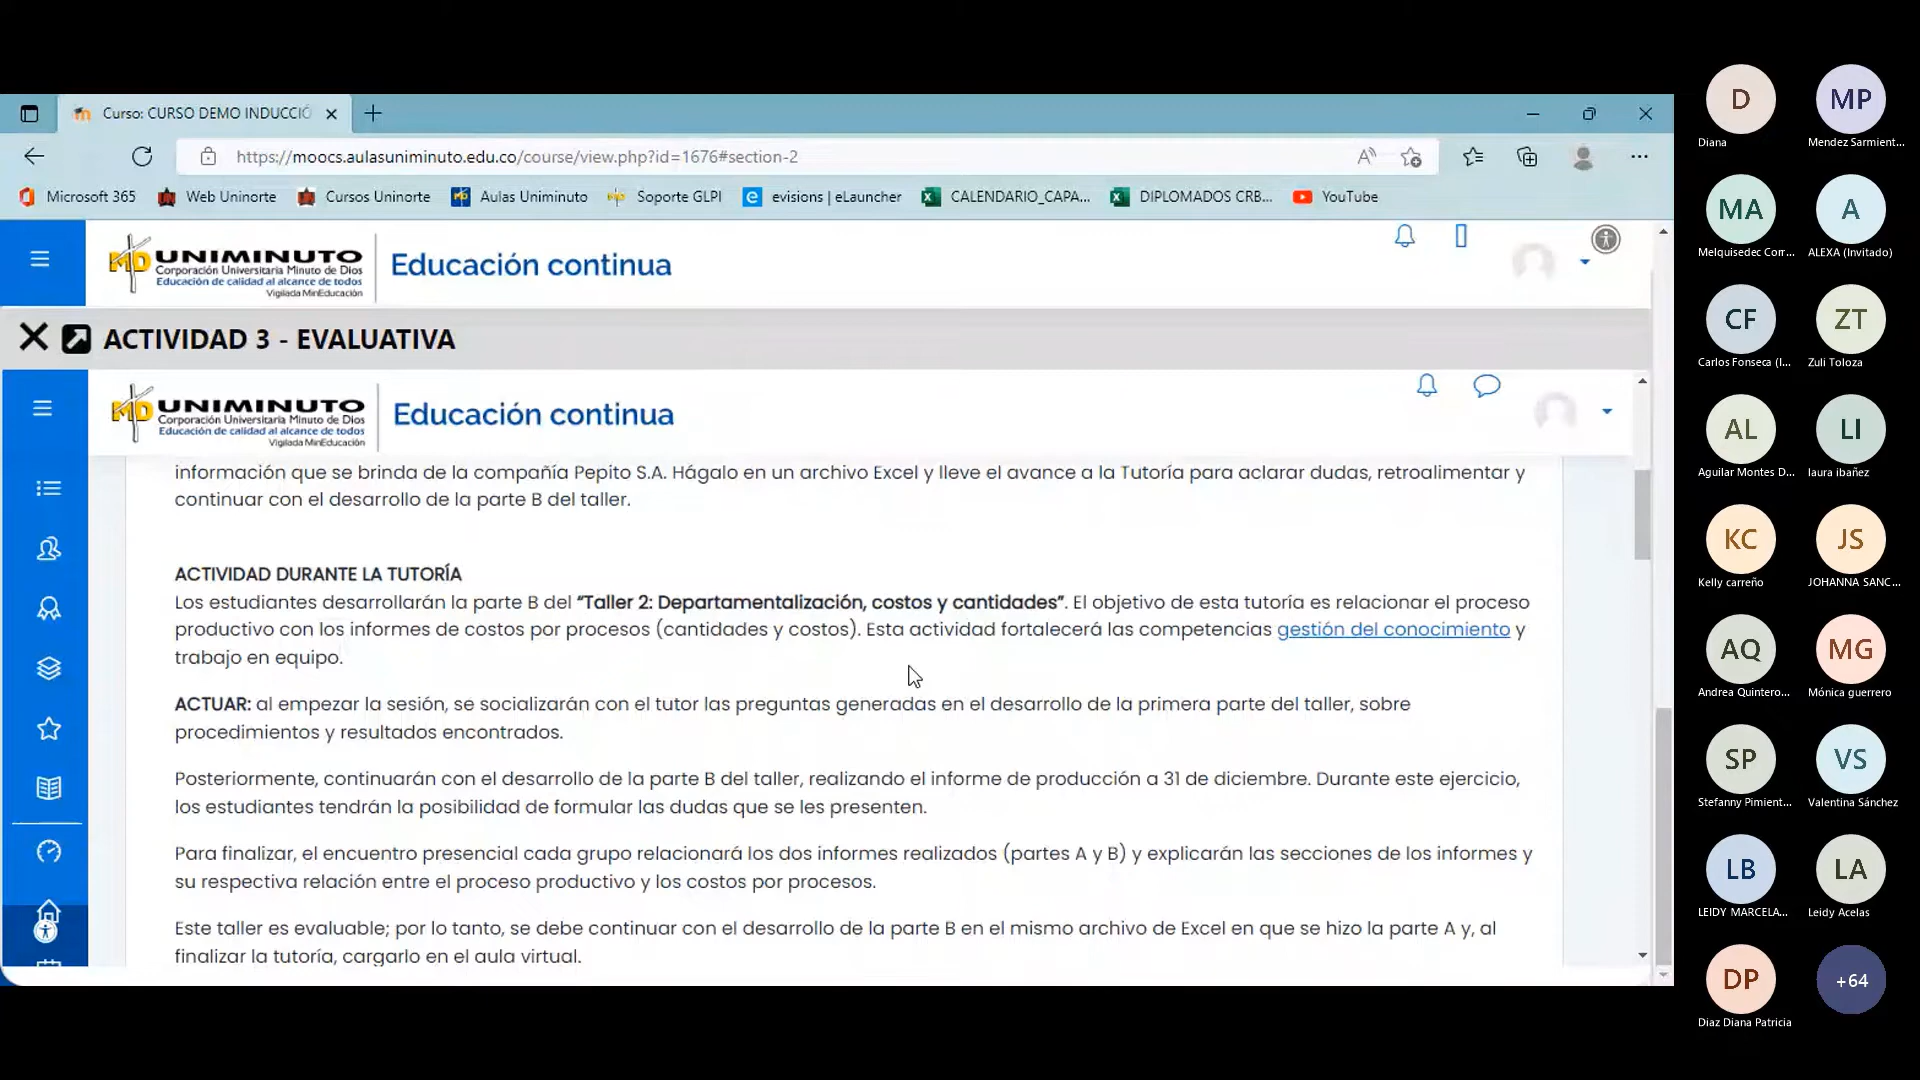 Curso: CURSO DEMO INDUCCIÓ
https://moocs.aulasuniminuto.edu.co/course/view.php?id=1676#section-2
Microsoft 365
Web Uninorte
Cursos Uninorte
Aulas Uniminuto
Soporte GLPI
evisions | eLauncher
CALENDARIO_CAPA...
DIPLOMADOS CRB...
YouTube
UNIMINUTO
Corporación Universitaria Minuto de Dios
Educación de calidad al alcance de todos
Vigilada MinEducación
Educación continua
ACTIVIDAD 3 - EVALUATIVA
UNIMINUTO
Corporación Universitaria Minuto de Dios
Educación de calidad al alcance de todos
Vigilada MinEducación
Educación continua
información que se brinda de la compañía Pepito S.A. Hágalo en un archivo Excel y lleve el avance a la Tutoría para aclarar dudas, retroalimentar y
continuar con el desarrollo de la parte B del taller.
ACTIVIDAD DURANTE LA TUTORÍA
Los estudiantes desarrollarán la parte B del “Taller 2: Departamentalización, costos y cantidades”. El objetivo de esta tutoría es relacionar el proceso
productivo con los informes de costos por procesos (cantidades y costos). Esta actividad fortalecerá las competencias gestión del conocimiento y
trabajo en equipo.
ACTUAR: al empezar la sesión, se socializarán con el tutor las preguntas generadas en el desarrollo de la primera parte del taller, sobre
procedimientos y resultados encontrados.
Posteriormente, continuarán con el desarrollo de la parte B del taller, realizando el informe de producción a 31 de diciembre. Durante este ejercicio,
los estudiantes tendrán la posibilidad de formular las dudas que se les presenten.
Para finalizar, el encuentro presencial cada grupo relacionará los dos informes realizados (partes A y B) y explicarán las secciones de los informes y
su respectiva relación entre el proceso productivo y los costos por procesos.
Este taller es evaluable; por lo tanto, se debe continuar con el desarrollo de la parte B en el mismo archivo de Excel en que se hizo la parte A y, al
finalizar la tutoría, cargarlo en el aula virtual.
D
MP
Diana
Mendez Sarmient...
MA
A
Melquisedec Corr...
ALEXA (Invitado)
CF
ZT
Carlos Fonseca (I...
Zuli Toloza
AL
LI
Aguilar Montes D...
laura ibañez
KC
JS
Kelly carreño
JOHANNA SANC...
AQ
MG
Andrea Quintero...
Mónica guerrero
SP
VS
Stefanny Pimient...
Valentina Sánchez
LB
LA
LEIDY MARCELA...
Leidy Acelas
DP
+64
Diaz Diana Patricia